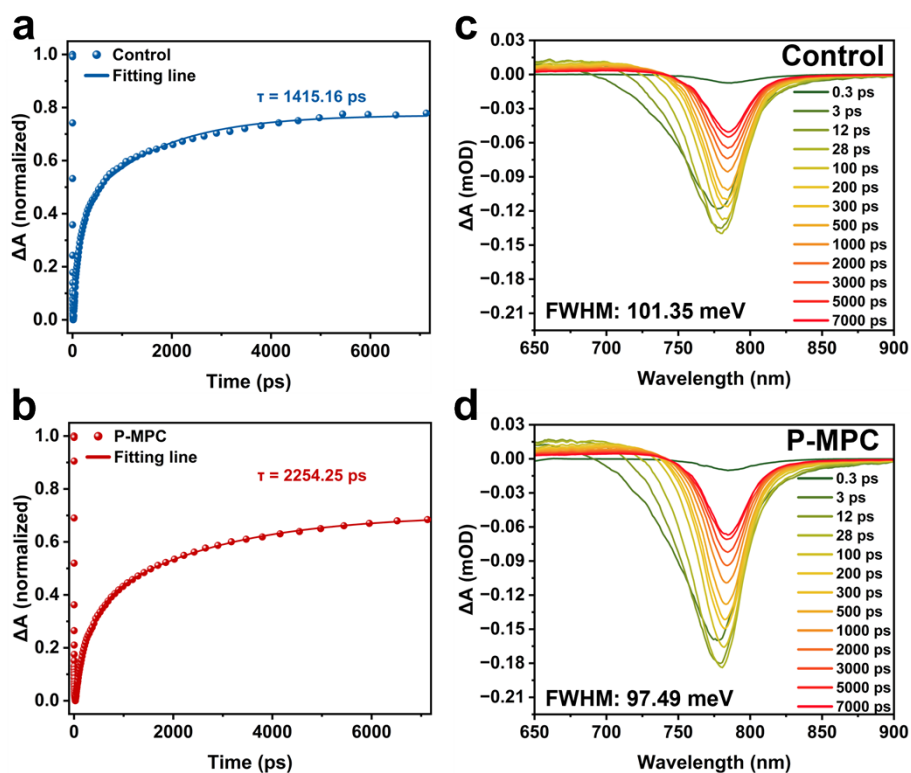 a
1.0
0.8
0.6
0.4
0.2
0.0
ΔA (normalized)
Control
Fitting line
τ = 1415.16 ps
0
2000
4000
6000
Time (ps)
c
0.03
0.00
−0.03
−0.06
−0.09
−0.12
−0.15
−0.18
−0.21
ΔA (mOD)
Control
0.3 ps
3 ps
12 ps
28 ps
100 ps
200 ps
300 ps
500 ps
1000 ps
2000 ps
3000 ps
5000 ps
7000 ps
FWHM: 101.35 meV
650
700
750
800
850
900
Wavelength (nm)
b
1.0
0.8
0.6
0.4
0.2
0.0
ΔA (normalized)
P-MPC
Fitting line
τ = 2254.25 ps
0
2000
4000
6000
Time (ps)
d
0.03
0.00
−0.03
−0.06
−0.09
−0.12
−0.15
−0.18
−0.21
ΔA (mOD)
P-MPC
0.3 ps
3 ps
12 ps
28 ps
100 ps
200 ps
300 ps
500 ps
1000 ps
2000 ps
3000 ps
5000 ps
7000 ps
FWHM: 97.49 meV
650
700
750
800
850
900
Wavelength (nm)